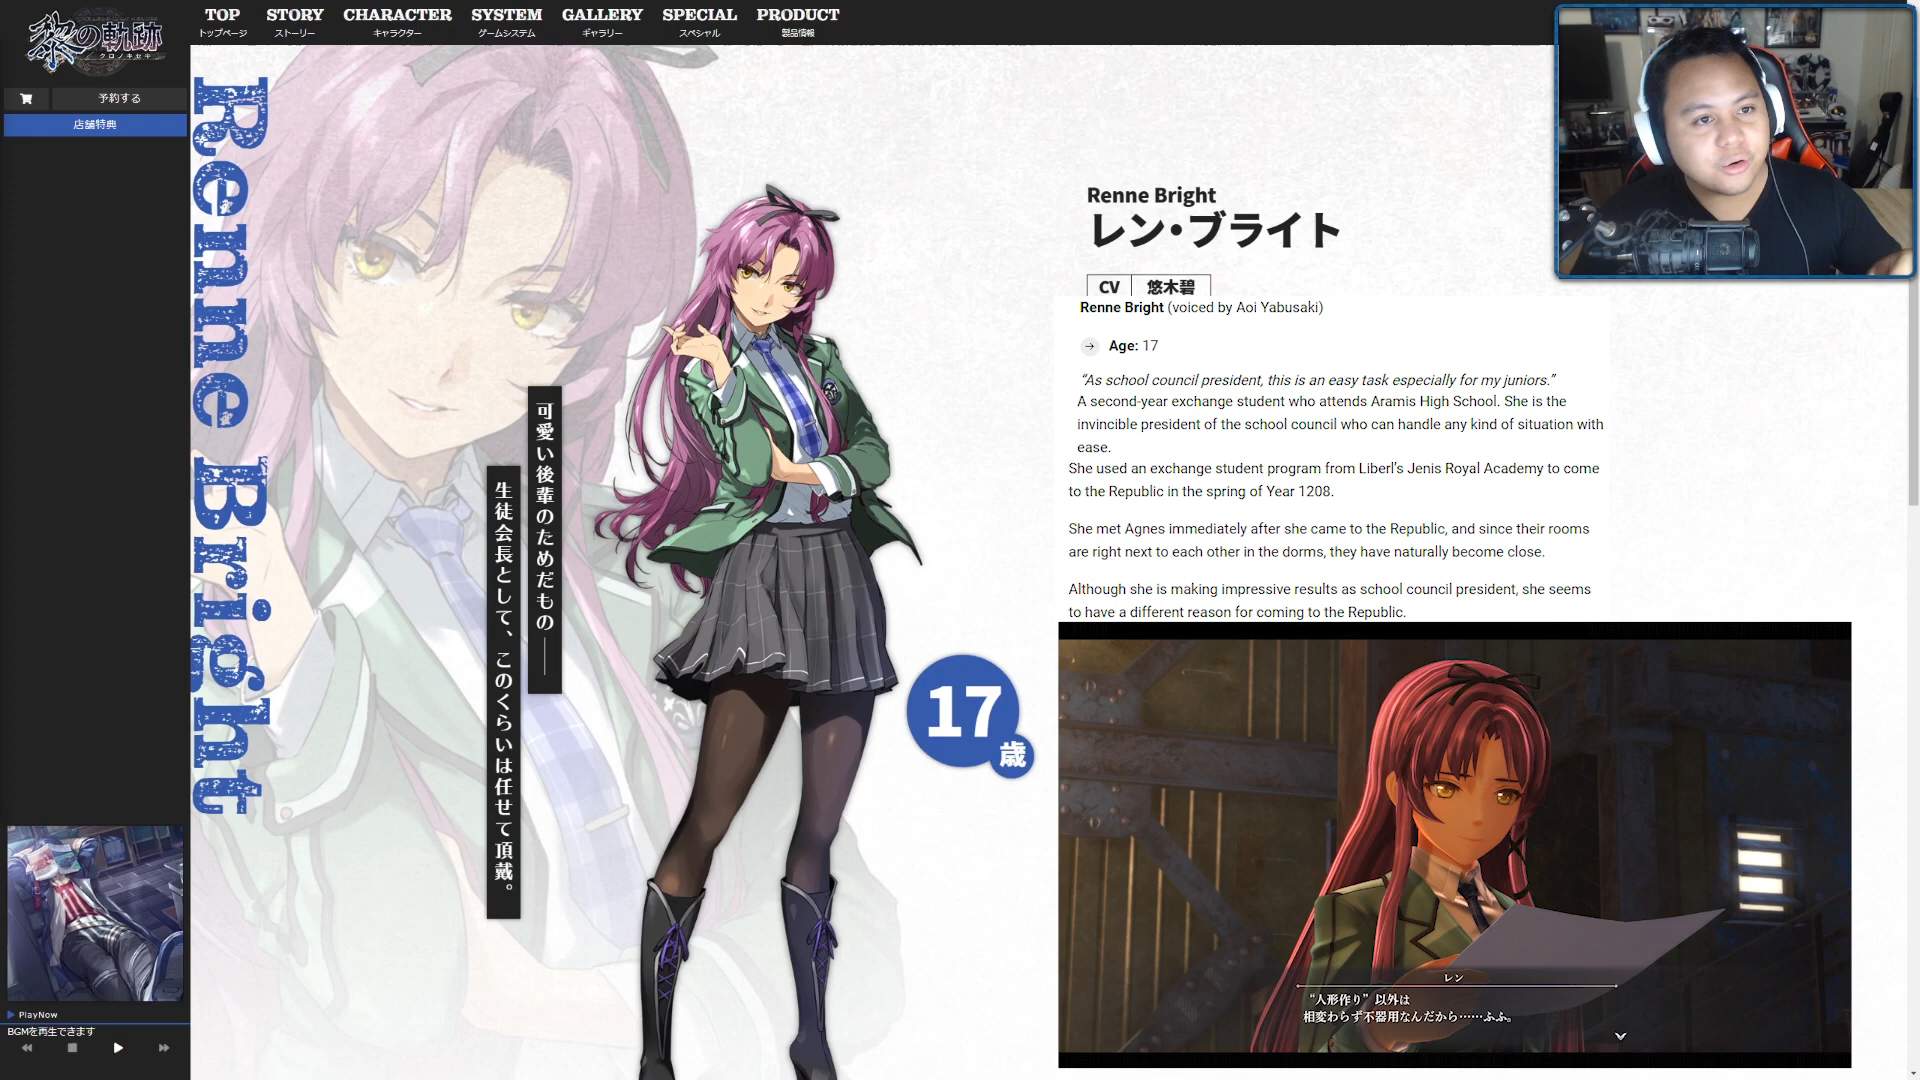 黎の軌跡
クロノキセキ
TOP
トップページ
STORY
ストーリー
CHARACTER
キャラクター
SYSTEM
ゲームシステム
GALLERY
ギャラリー
SPECIAL
スペシャル
PRODUCT
製品情報
予約する
店舗特典
Renne Bright
可愛い後輩のためだもの――
生徒会長として、このくらいは任せて頂戴。
17歳
Renne Bright
レン・ブライト
CV 悠木碧
Renne Bright (voiced by Aoi Yabusaki)
Age: 17
“As school council president, this is an easy task especially for my juniors.”
A second-year exchange student who attends Aramis High School. She is the
invincible president of the school council who can handle any kind of situation with
ease.
She used an exchange student program from Liberl’s Jenis Royal Academy to come
to the Republic in the spring of Year 1208.
She met Agnes immediately after she came to the Republic, and since their rooms
are right next to each other in the dorms, they have naturally become close.
Although she is making impressive results as school council president, she seems
to have a different reason for coming to the Republic.
レン
“人形作り” 以外は
相変わらず不器用なんだから……ふふ。
PlayNow
BGMを再生できます